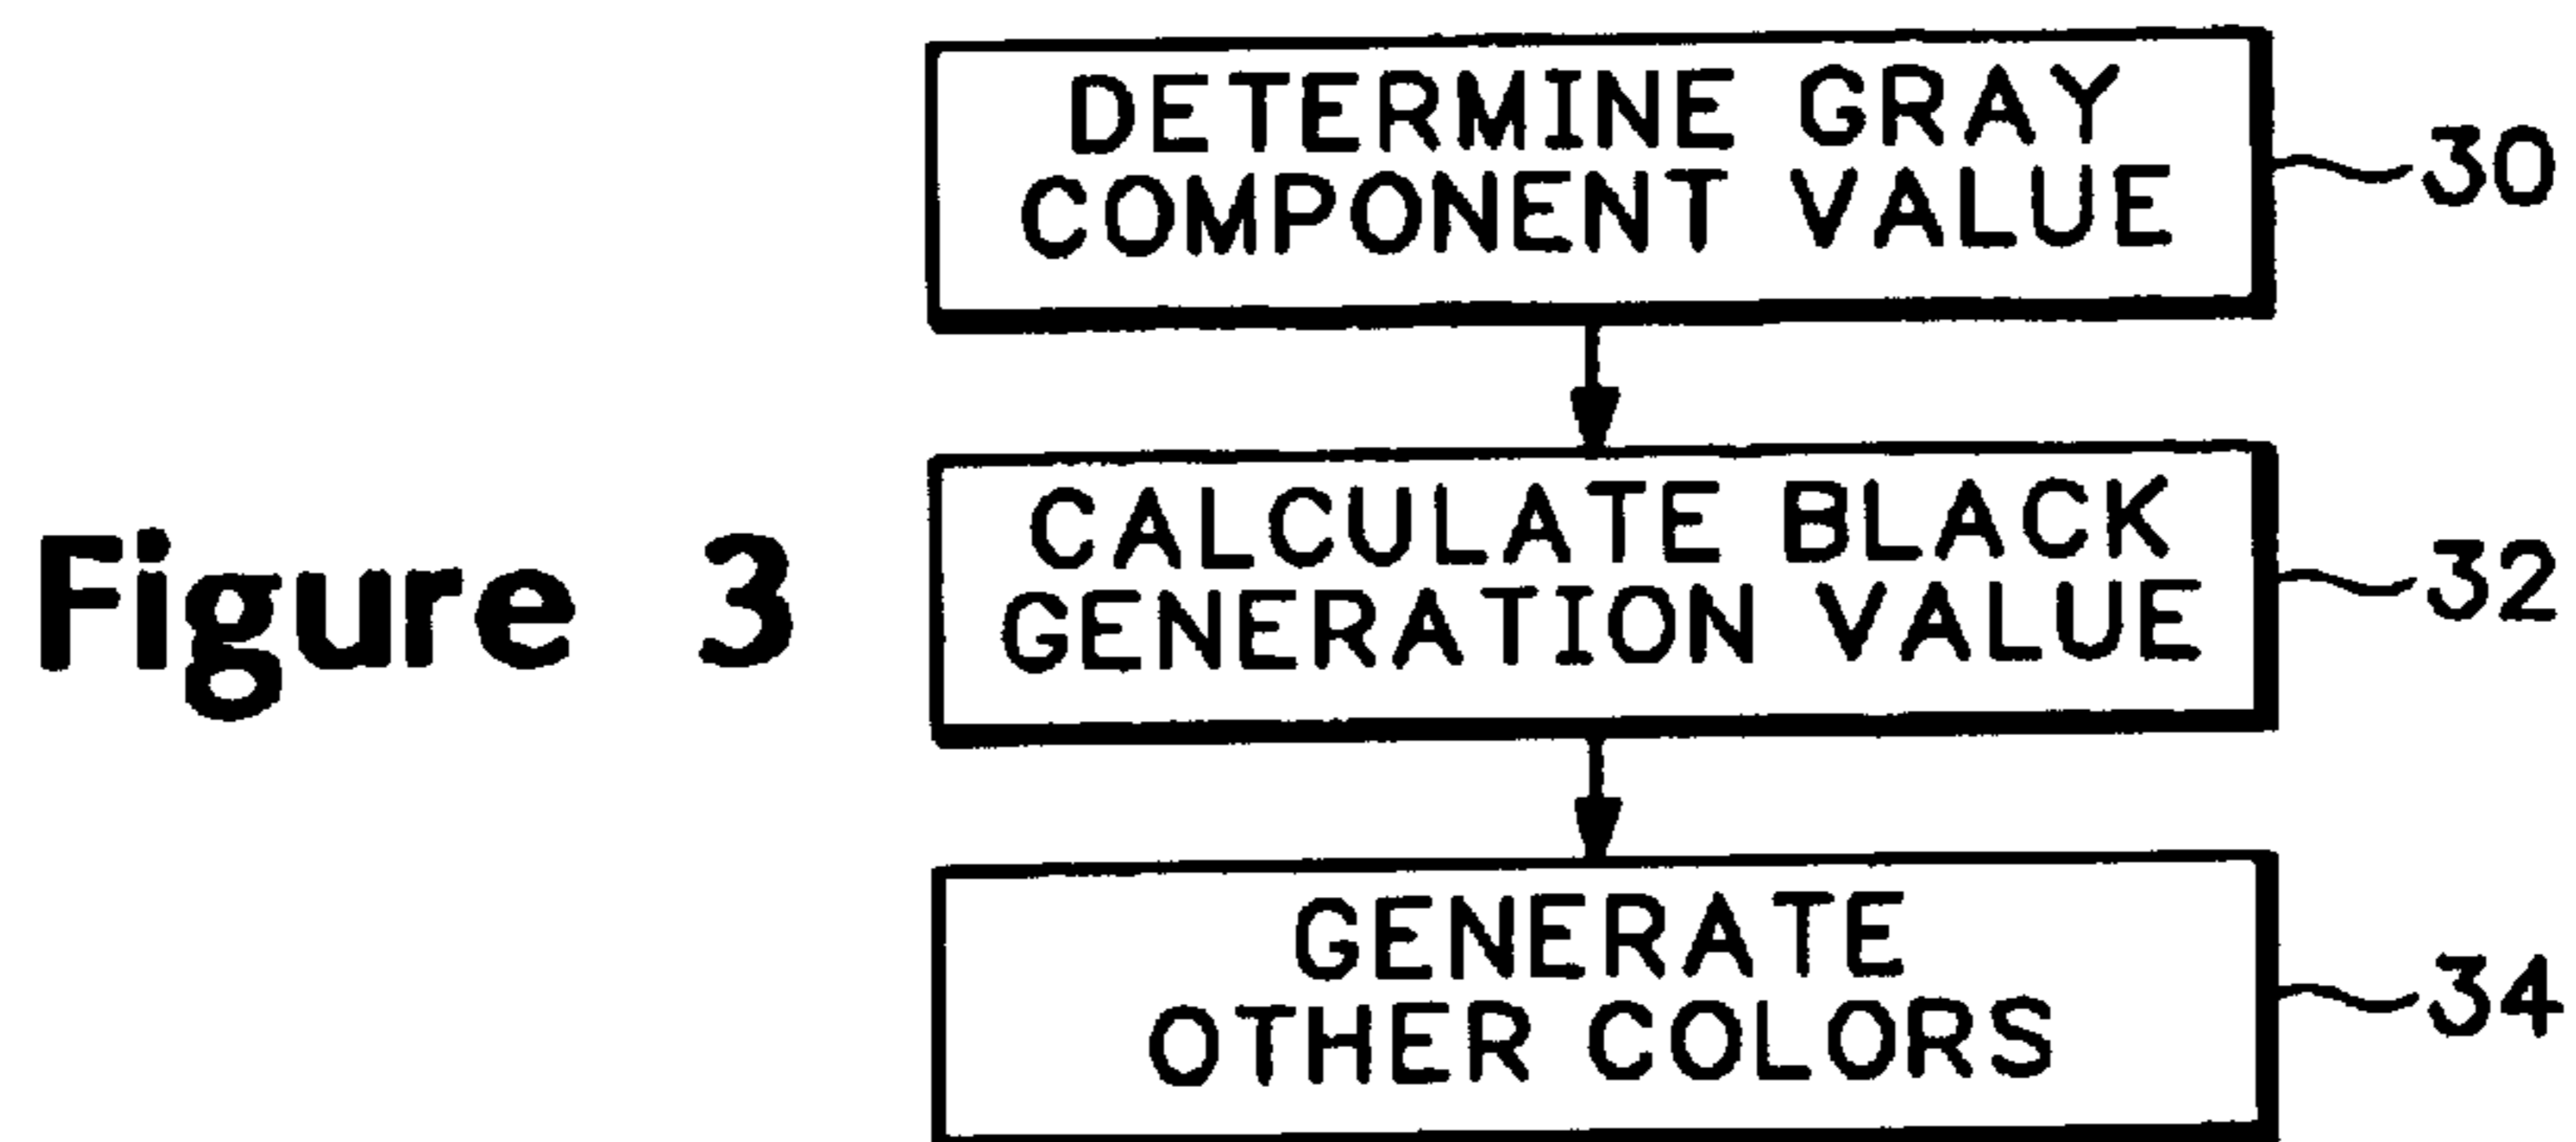 DETERMINE GRAY
COMPONENT VALUE
30
Figure 3
CALCULATE BLACK
GENERATION VALUE
32
GENERATE
OTHER COLORS
34